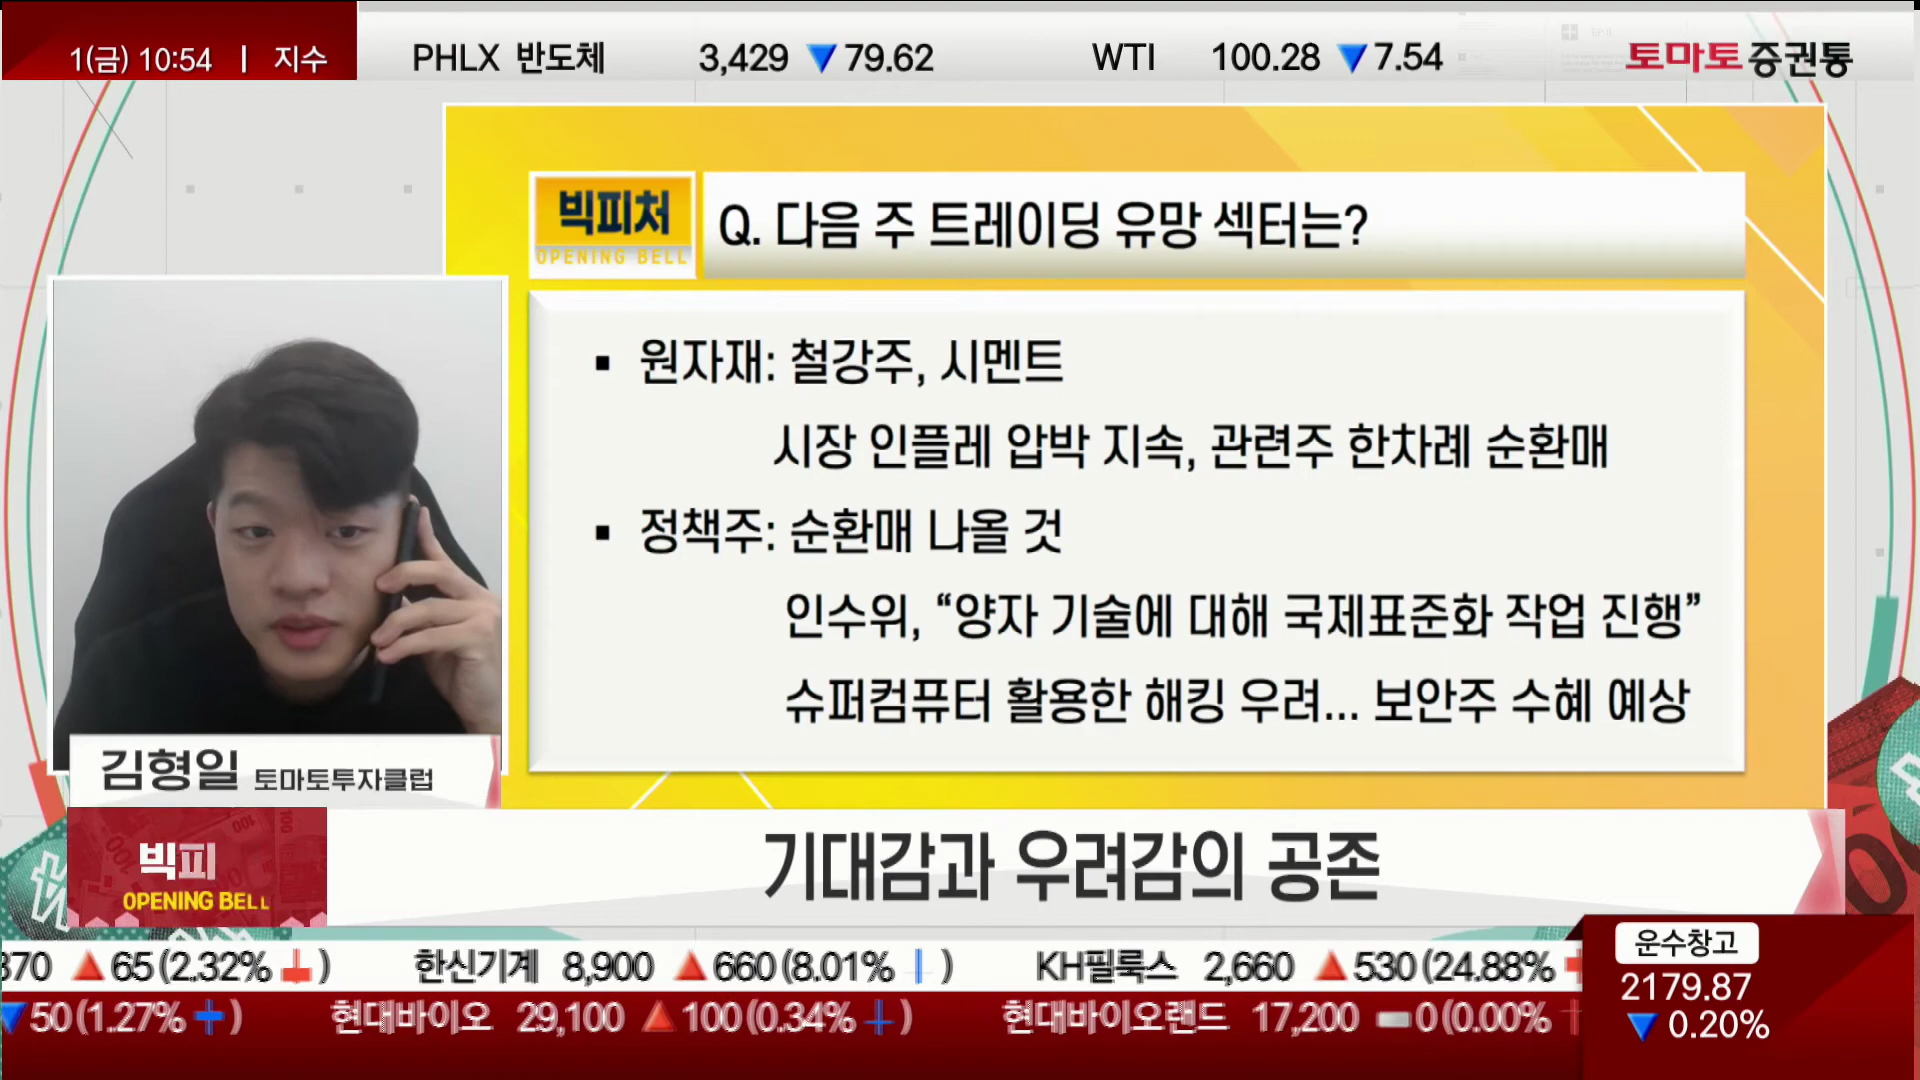 1(금) 10:54 | 지수
PHLX 반도체 3,429 ▼79.62 WTI 100.28 ▼7.54
토마토증권통
빅피처
OPENING BELL
Q. 다음 주 트레이딩 유망 섹터는?
▪ 원자재: 철강주, 시멘트
시장 인플레 압박 지속, 관련주 한차례 순환매
▪ 정책주: 순환매 나올 것
인수위, “양자 기술에 대해 국제표준화 작업 진행”
슈퍼컴퓨터 활용한 해킹 우려... 보안주 수혜 예상
김형일 토마토투자클럽
빅피
OPENING BELL
기대감과 우려감의 공존
370 ▲65(2.32% ) 한신기계 8,900 ▲660(8.01% ) KH필룩스 2,660 ▲530(24.88%
▼50(1.27% ) 현대바이오 29,100 ▲100(0.34% ) 현대바이오랜드 17,200 0(0.00%
운수창고
2179.87
▼0.20%